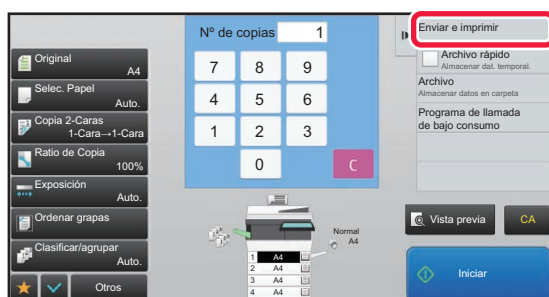 Nº de copias 1
Enviar e imprimir
Original
A4
Archivo rápido
Almacenar dat. temporal.
7 8 9
Selec. Papel
Auto.
Archivo
Almacenar datos en carpeta
4 5 6
Copia 2-Caras
1-Cara→1-Cara
Programa de llamada
de bajo consumo
1 2 3
Ratio de Copia
100%
0 C
Exposición
Auto.
Ordenar grapas
Vista previa CA
Normal
A4
Clasificar/agrupar
Auto.
1 A4
2 A4
3 A4
4 A4
Iniciar
Otros